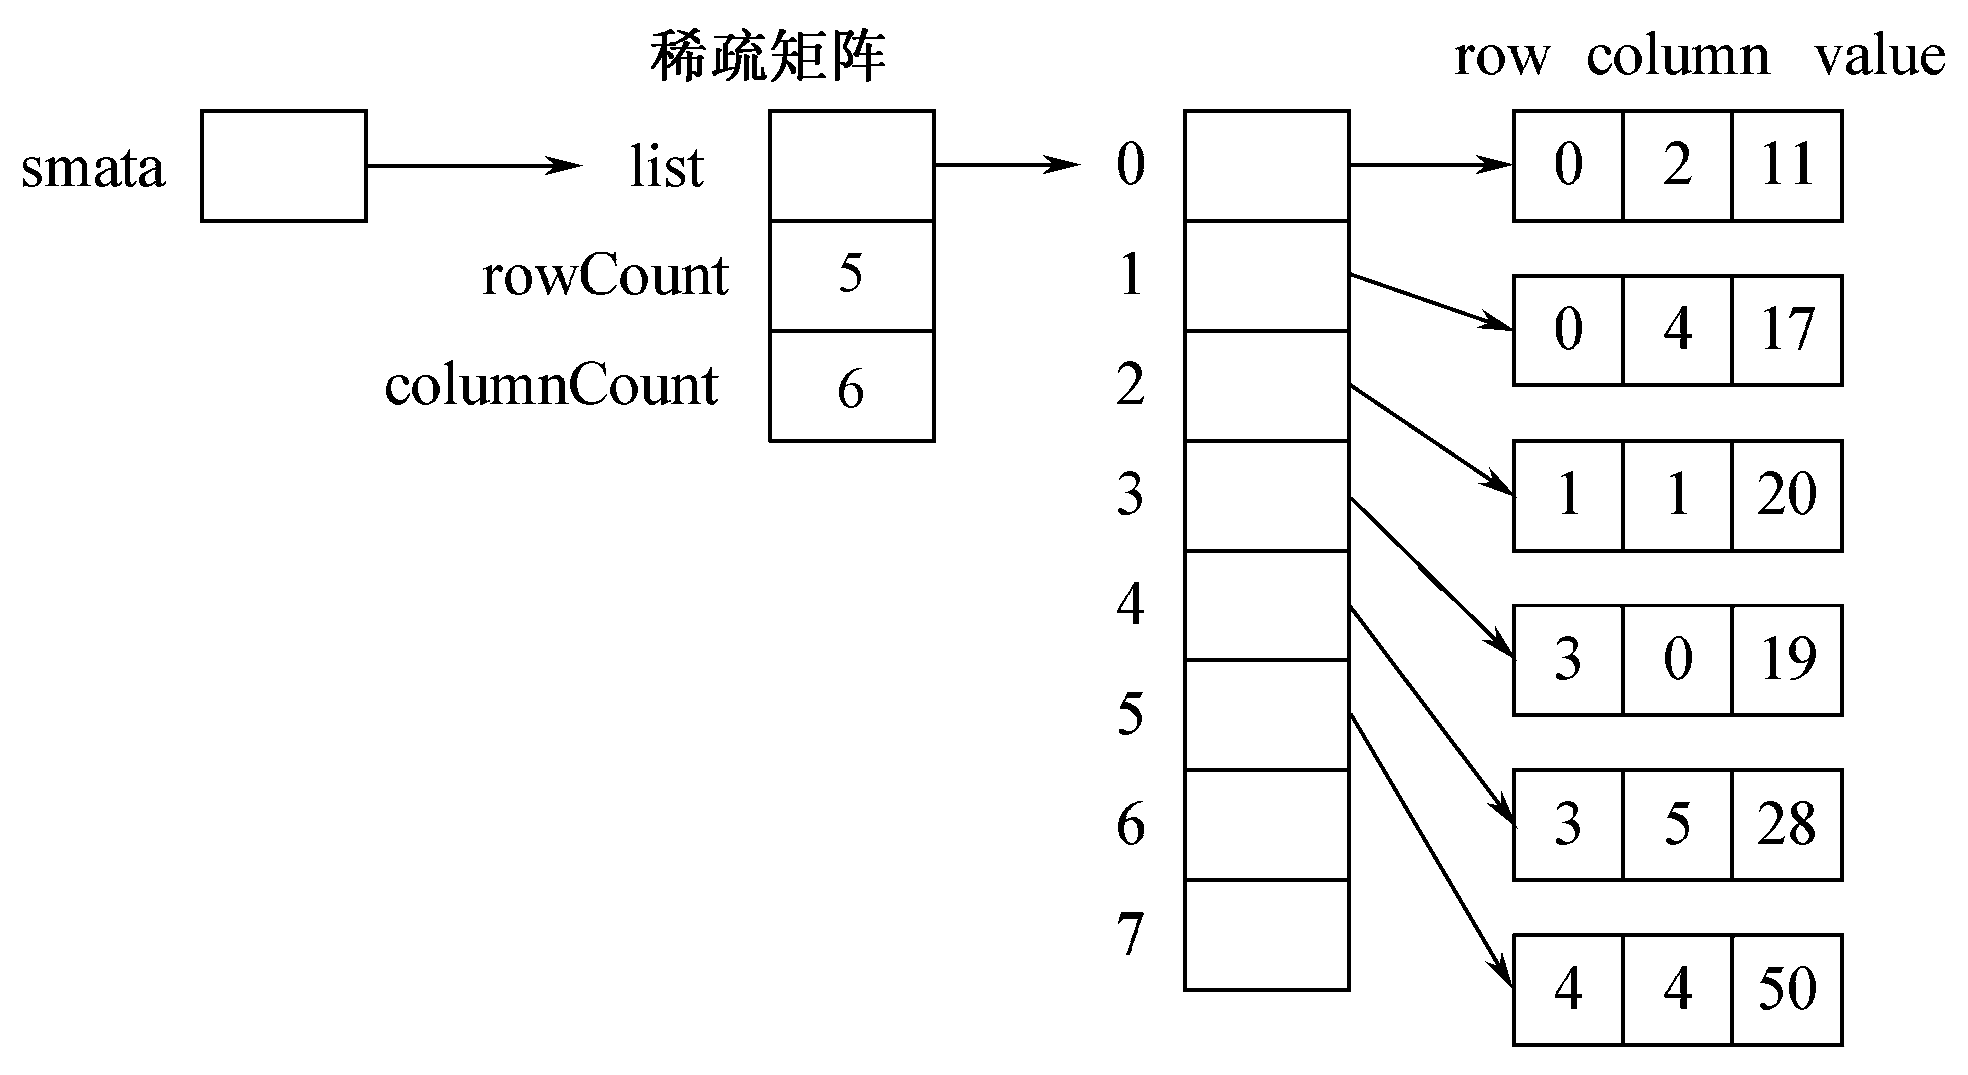 稀疏矩阵 row column value
smata list 0 0 2 11
rowCount 5 1 0 4 17
columnCount 6 2
3 1 1 20
4 3 0 19
5
6 3 5 28
7 4 4 50